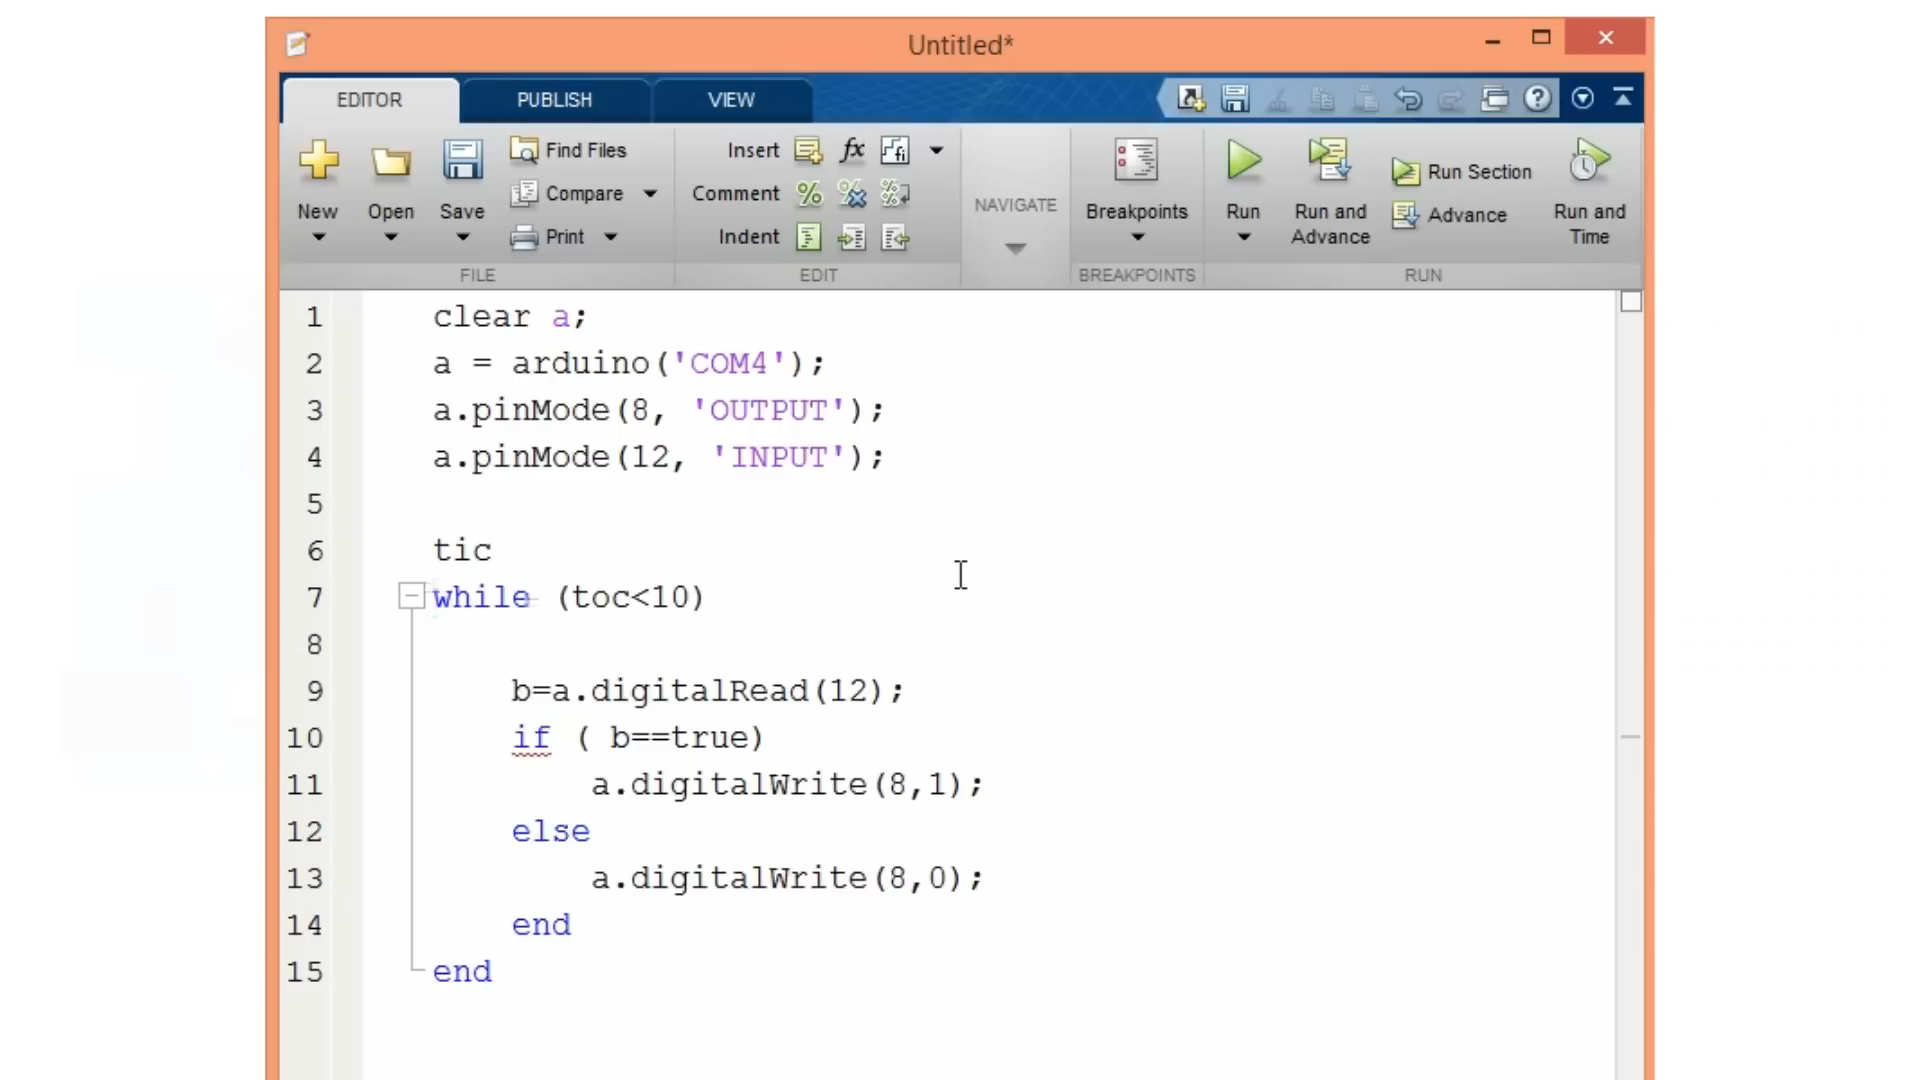 Untitled*
EDITOR PUBLISH VIEW
New Open Save
Find Files
Compare
Print
Insert fx fi
Comment
Indent
NAVIGATE
Breakpoints
Run
Run and Advance
Run Section
Advance
Run and Time
FILE EDIT BREAKPOINTS RUN
1 clear a;
2 a = arduino('COM4');
3 a.pinMode(8, 'OUTPUT');
4 a.pinMode(12, 'INPUT');
5
6 tic
7 while (toc<10)
8
9 b=a.digitalRead(12);
10 if ( b==true)
11 a.digitalWrite(8,1);
12 else
13 a.digitalWrite(8,0);
14 end
15 end